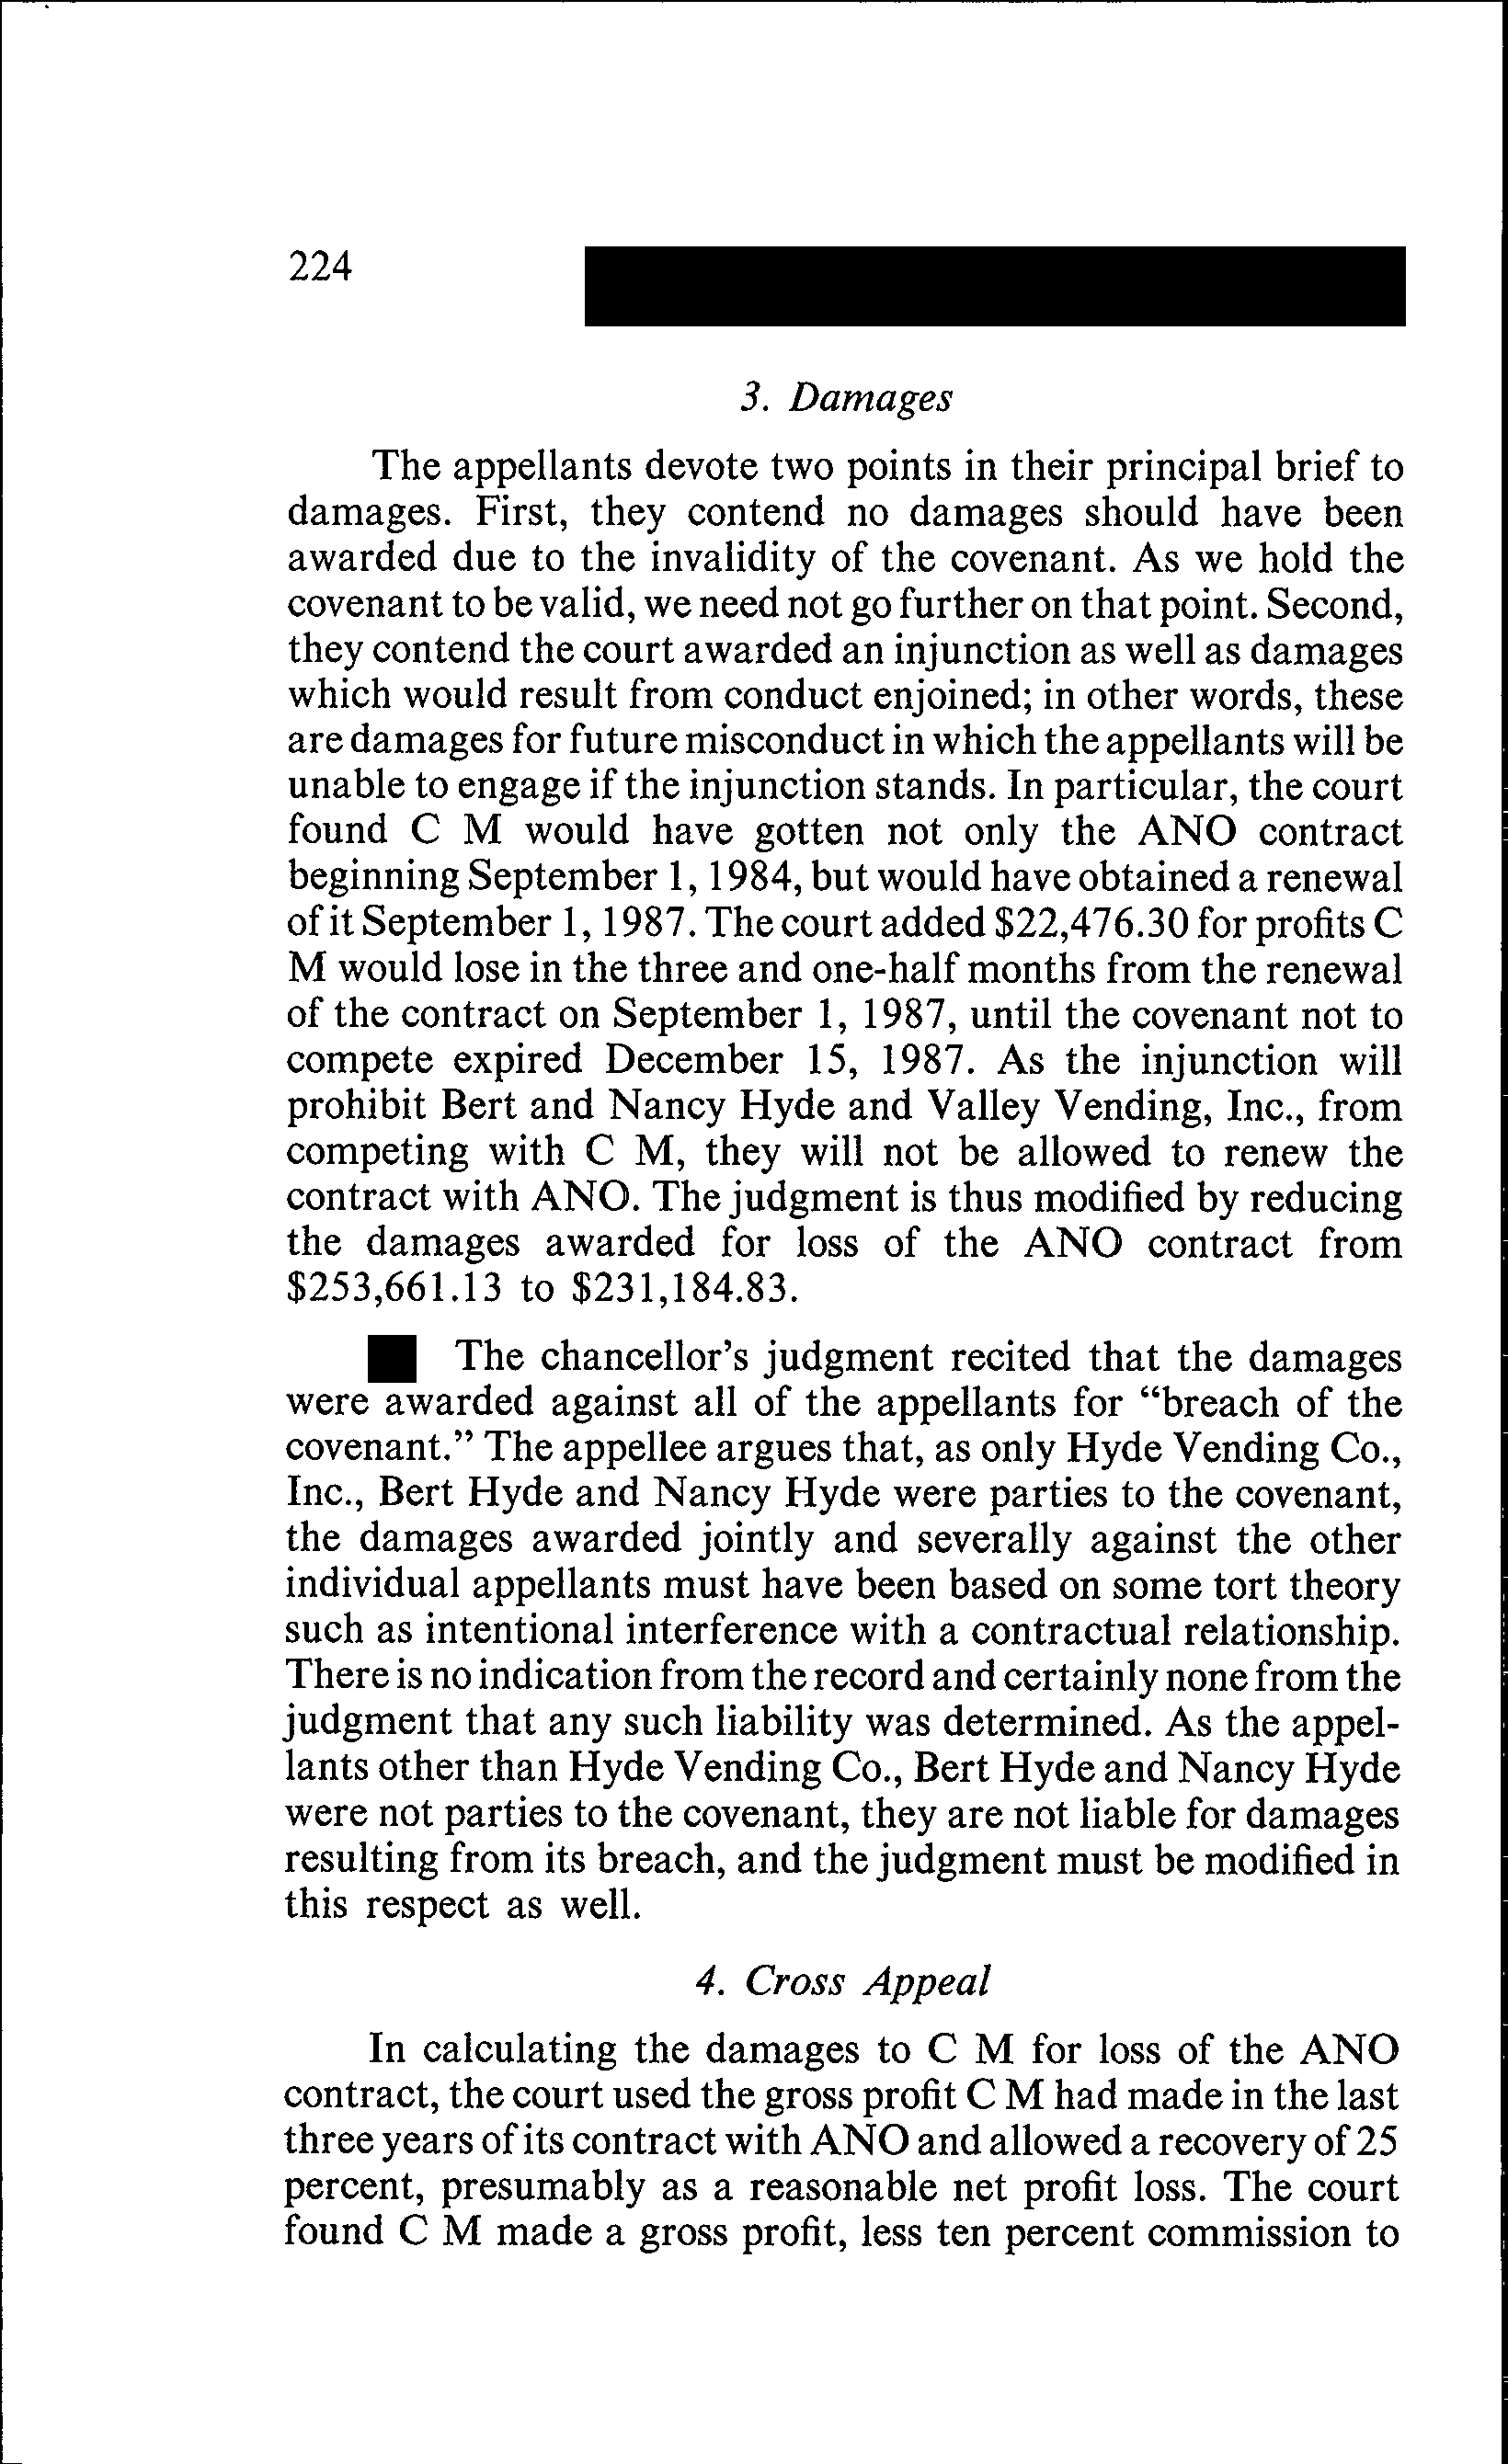 224
3. Damages
The appellants devote two points in their principal brief to
damages. First, they contend no damages should have been
awarded due to the invalidity of the covenant. As we hold the
covenant to be valid, we need not go further on that point. Second,
they contend the court awarded an injunction as well as damages
which would result from conduct enjoined; in other words, these
are damages for future misconduct in which the appellants will be
unable to engage if the injunction stands. In particular, the court
found C M would have gotten not only the ANO contract
beginning September 1, 1984, but would have obtained a renewal
of it September 1, 1987. The court added $22,476.30 for profits C
M would lose in the three and one-half months from the renewal
of the contract on September 1, 1987, until the covenant not to
compete expired December 15, 1987. As the injunction will
prohibit Bert and Nancy Hyde and Valley Vending, Inc., from
competing with C M, they will not be allowed to renew the
contract with ANO. The judgment is thus modified by reducing
the damages awarded for loss of the ANO contract from
$253,661.13 to $231,184.83.
The chancellor's judgment recited that the damages
were awarded against all of the appellants for “breach of the
covenant.” The appellee argues that, as only Hyde Vending Co.,
Inc., Bert Hyde and Nancy Hyde were parties to the covenant,
the damages awarded jointly and severally against the other
individual appellants must have been based on some tort theory
such as intentional interference with a contractual relationship.
There is no indication from the record and certainly none from the
judgment that any such liability was determined. As the appel-
lants other than Hyde Vending Co., Bert Hyde and Nancy Hyde
were not parties to the covenant, they are not liable for damages
resulting from its breach, and the judgment must be modified in
this respect as well.
4. Cross Appeal
In calculating the damages to C M for loss of the ANO
contract, the court used the gross profit C M had made in the last
three years of its contract with ANO and allowed a recovery of 25
percent, presumably as a reasonable net profit loss. The court
found C M made a gross profit, less ten percent commission to